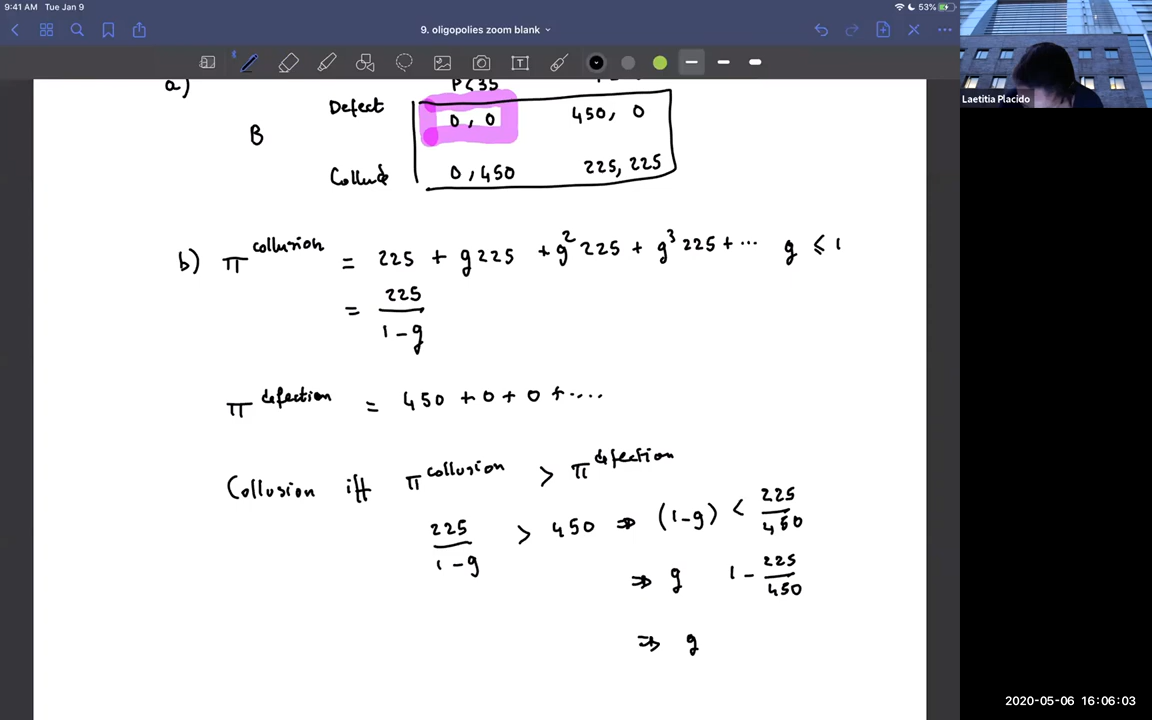 9:41 AM Tue Jan 9
53%
9. oligopolies zoom blank
Laetitia Placido
a)
P<35
Defect 0, 0 450, 0
B
Collude 0, 450 225, 225
b) π collusion = 225 + g 225 + g² 225 + g³ 225 + ... g ≤ 1
= 225 / 1-g
π defection = 450 + 0 + 0 + ....
Collusion iff π collusion > π defection
225 / 1-g > 450 ⇒ (1-g) < 225 / 450
⇒ g 1 - 225 / 450
⇒ g
2020-05-06 16:06:03